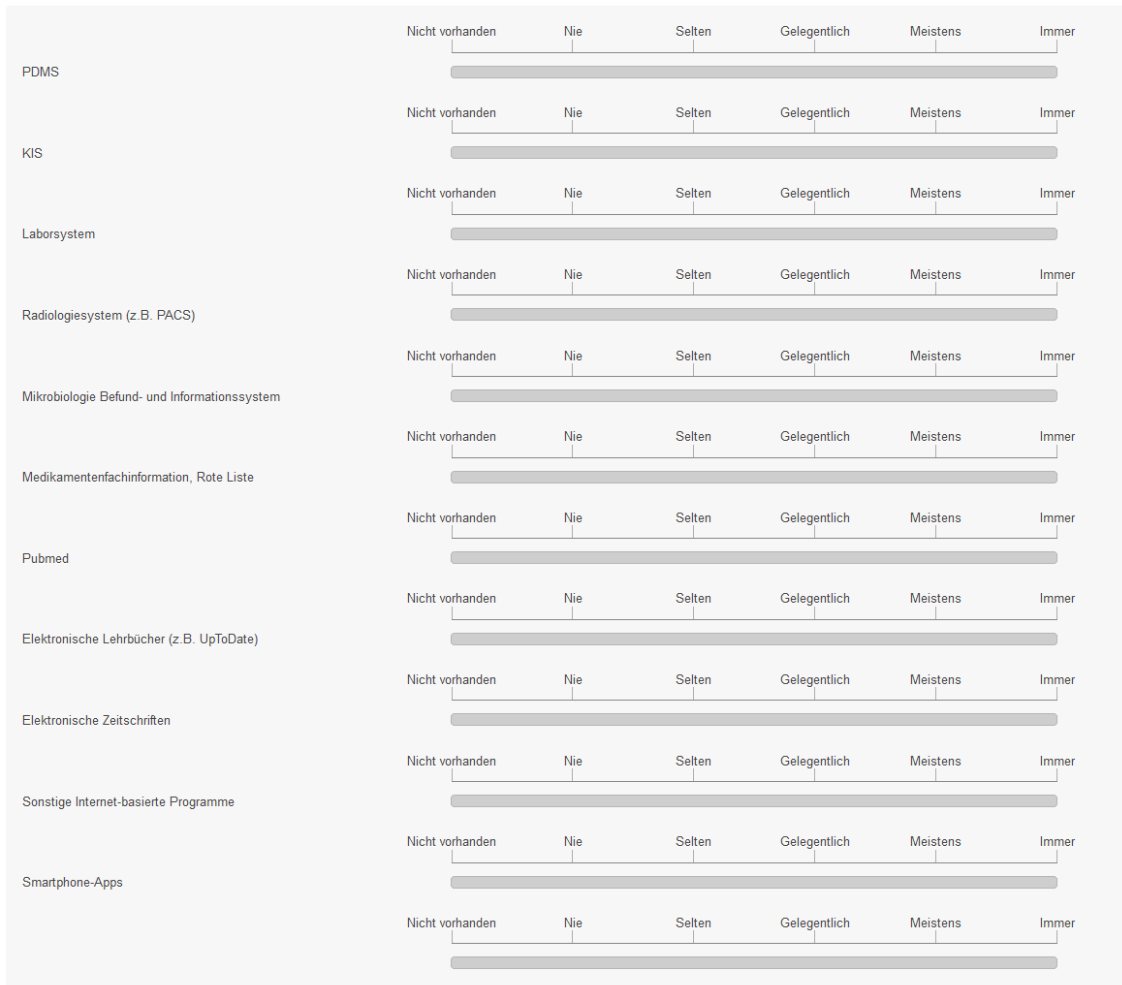 Nicht vorhanden Nie Selten Gelegentlich Meistens Immer
PDMS
Nicht vorhanden Nie Selten Gelegentlich Meistens Immer
KIS
Nicht vorhanden Nie Selten Gelegentlich Meistens Immer
Laborsystem
Nicht vorhanden Nie Selten Gelegentlich Meistens Immer
Radiologiesystem (z.B. PACS)
Nicht vorhanden Nie Selten Gelegentlich Meistens Immer
Mikrobiologie Befund- und Informationssystem
Nicht vorhanden Nie Selten Gelegentlich Meistens Immer
Medikamentenfachinformation, Rote Liste
Nicht vorhanden Nie Selten Gelegentlich Meistens Immer
Pubmed
Nicht vorhanden Nie Selten Gelegentlich Meistens Immer
Elektronische Lehrbücher (z.B. UpToDate)
Nicht vorhanden Nie Selten Gelegentlich Meistens Immer
Elektronische Zeitschriften
Nicht vorhanden Nie Selten Gelegentlich Meistens Immer
Sonstige Internet-basierte Programme
Nicht vorhanden Nie Selten Gelegentlich Meistens Immer
Smartphone-Apps
Nicht vorhanden Nie Selten Gelegentlich Meistens Immer